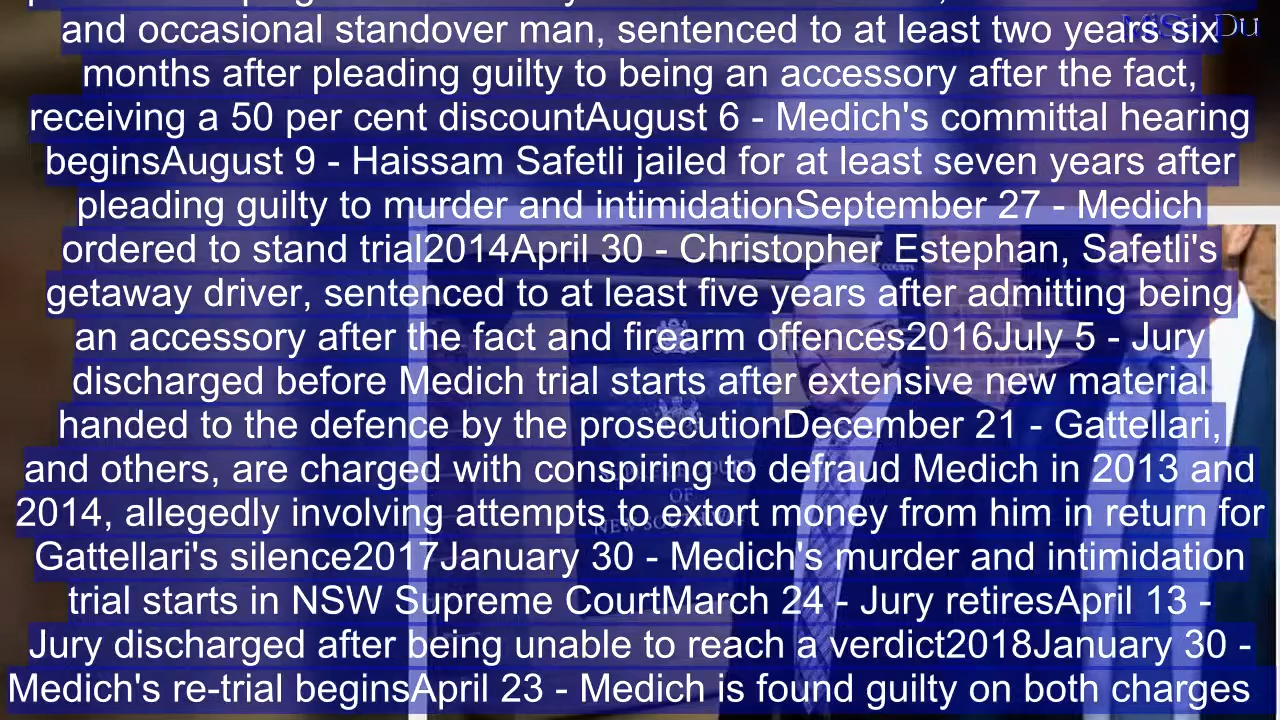 and occasional standover man, sentenced to at least two years six
months after pleading guilty to being an accessory after the fact,
receiving a 50 per cent discountAugust 6 - Medich's committal hearing
beginsAugust 9 - Haissam Safetli jailed for at least seven years after
pleading guilty to murder and intimidationSeptember 27 - Medich
ordered to stand trial2014April 30 - Christopher Estephan, Safetli's
getaway driver, sentenced to at least five years after admitting being
an accessory after the fact and firearm offences2016July 5 - Jury
discharged before Medich trial starts after extensive new material
handed to the defence by the prosecutionDecember 21 - Gattellari,
and others, are charged with conspiring to defraud Medich in 2013 and
2014, allegedly involving attempts to extort money from him in return for
Gattellari's silence2017January 30 - Medich's murder and intimidation
trial starts in NSW Supreme CourtMarch 24 - Jury retiresApril 13 -
Jury discharged after being unable to reach a verdict2018January 30 -
Medich's re-trial beginsApril 23 - Medich is found guilty on both charges
OF